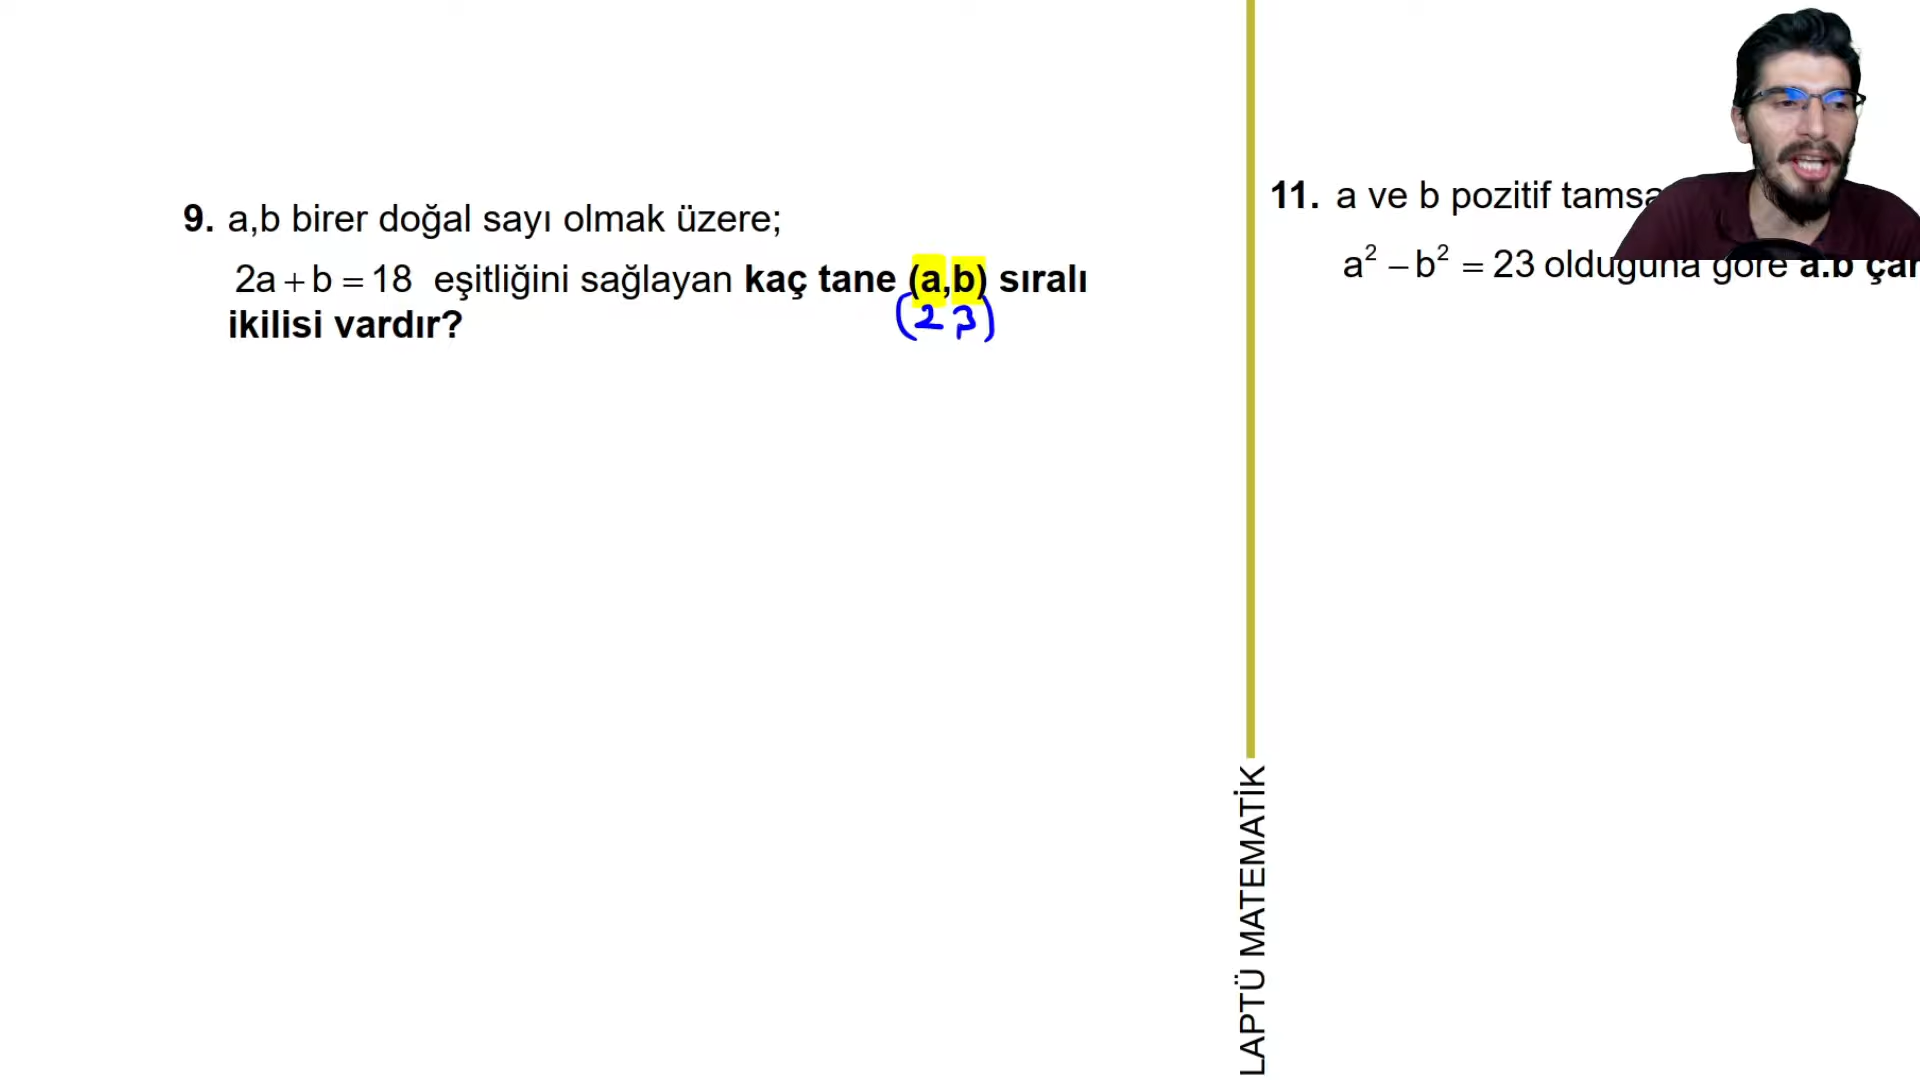 9. a,b birer doğal sayı olmak üzere;
2a + b = 18 eşitliğini sağlayan kaç tane (a,b) sıralı
(2 3)
ikilisi vardır?
LAPTÜ MATEMATİK
11. a ve b pozitif
a² – b² = 23 olduğuna göre a.b